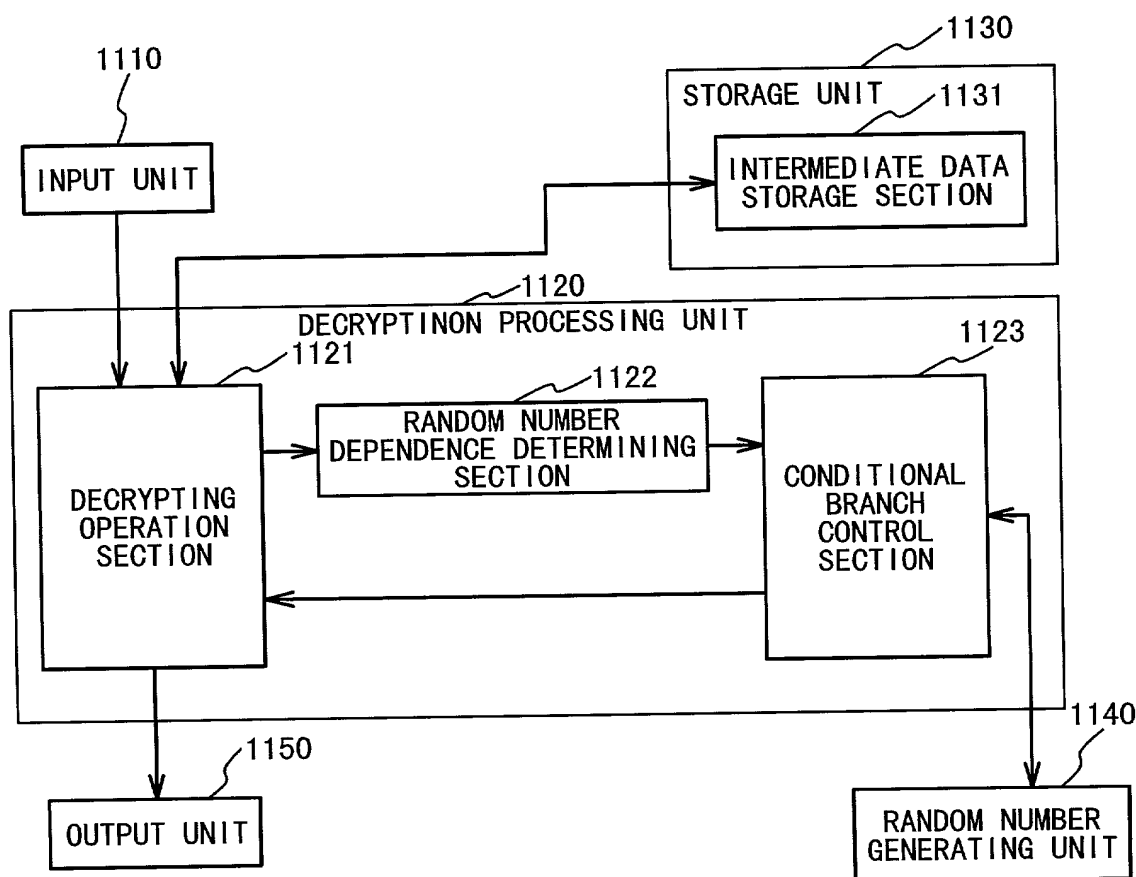 1110
INPUT UNIT
1130
STORAGE UNIT
1131
INTERMEDIATE DATA
STORAGE SECTION
1120
DECRYPTINON PROCESSING UNIT
1121
DECRYPTING
OPERATION
SECTION
1122
RANDOM NUMBER
DEPENDENCE DETERMINING
SECTION
1123
CONDITIONAL
BRANCH
CONTROL
SECTION
1150
OUTPUT UNIT
1140
RANDOM NUMBER
GENERATING UNIT